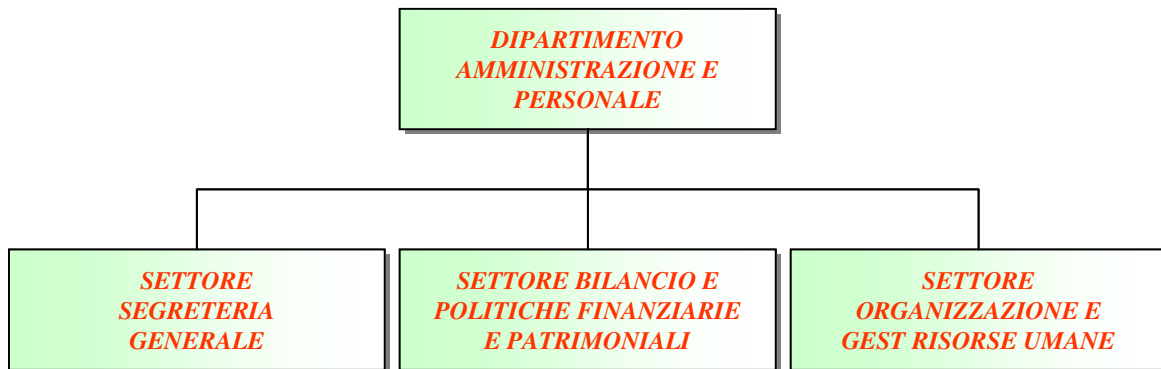 DIPARTIMENTO
AMMINISTRAZIONE E
PERSONALE
SETTORE
SEGRETERIA
GENERALE
SETTORE BILANCIO E
POLITICHE FINANZIARIE
E PATRIMONIALI
SETTORE
ORGANIZZAZIONE E
GEST RISORSE UMANE